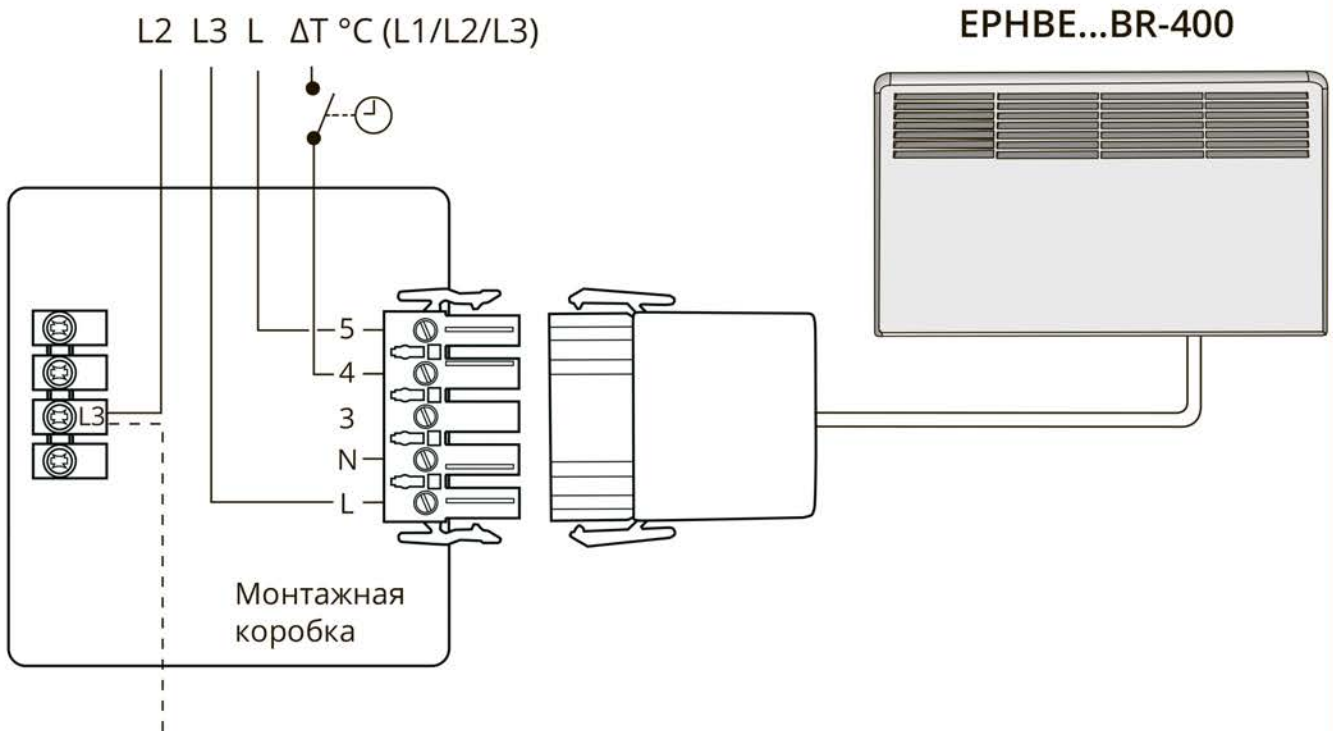 L2 L3 L ΔT °C (L1/L2/L3)
EPHBE...BR-400
5
4
L3
3
N
L
Монтажная
коробка